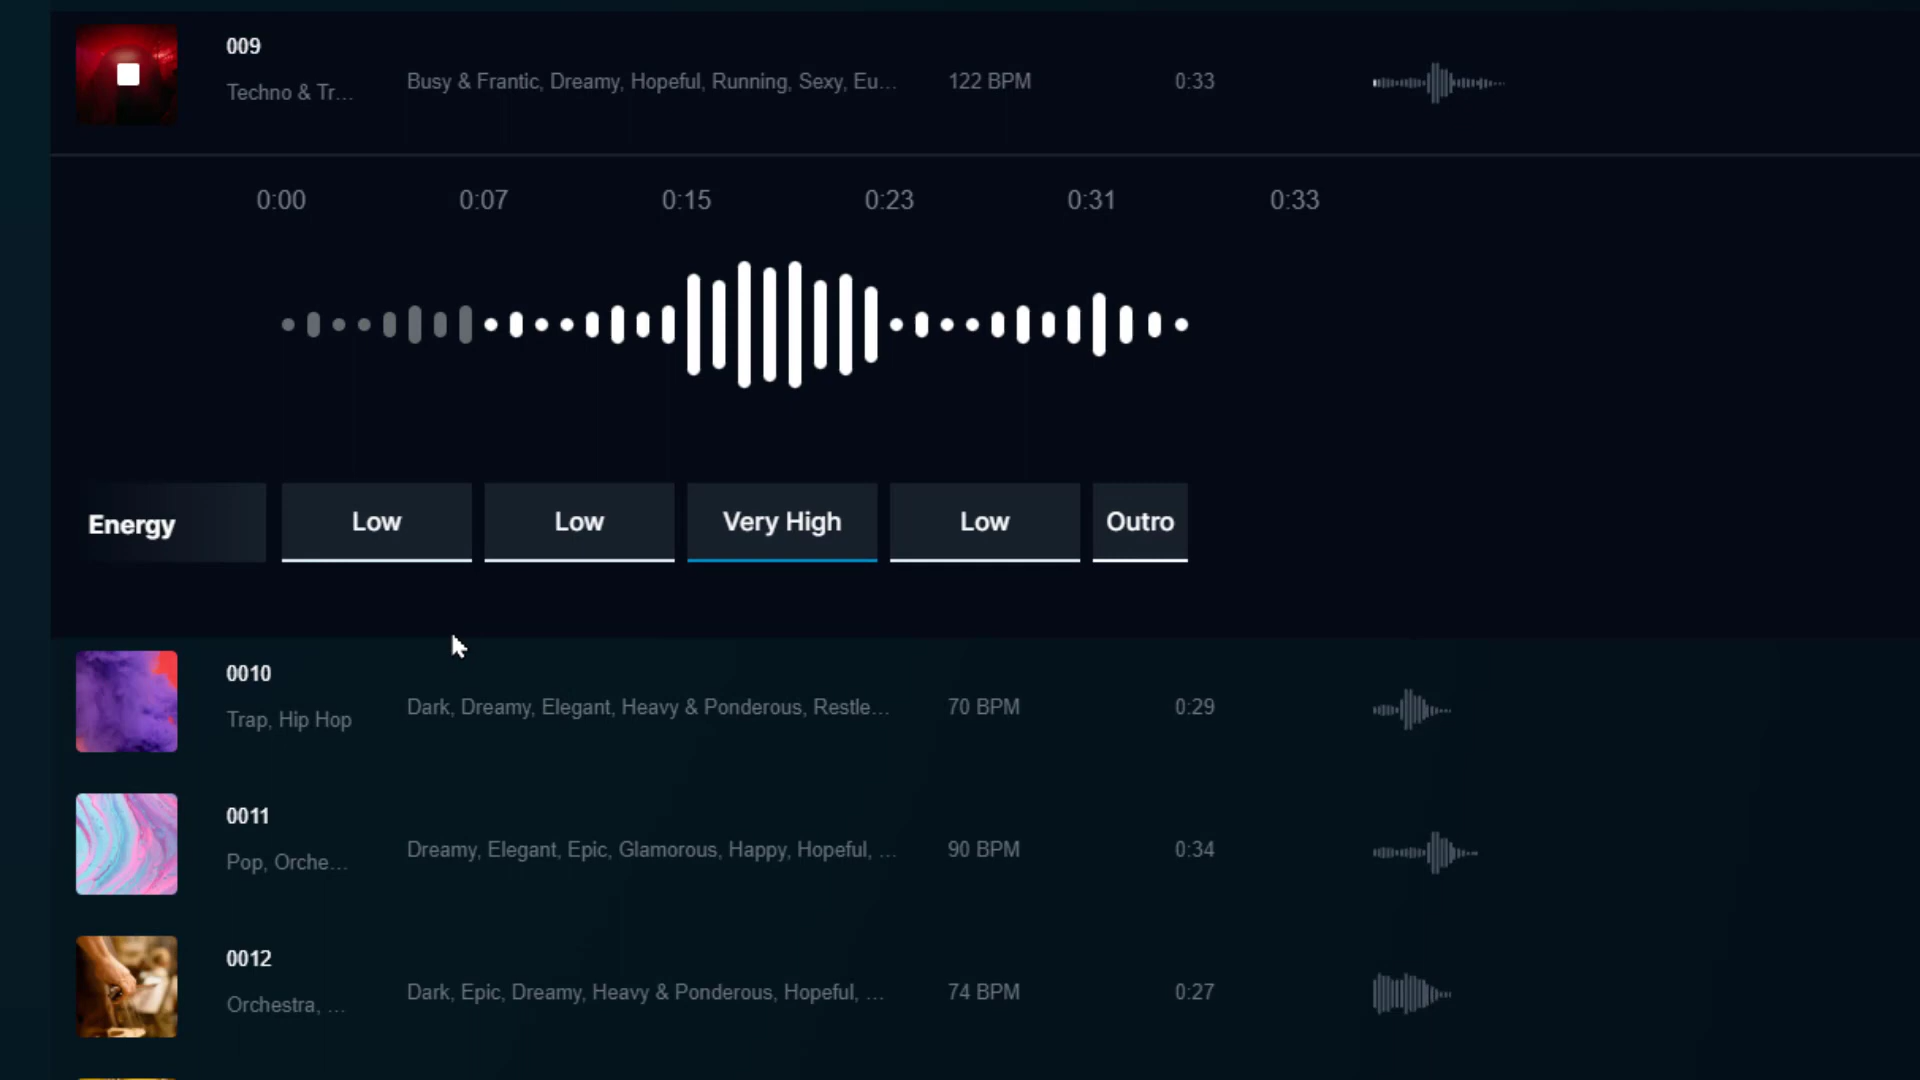 009
Techno & Tr...
Busy & Frantic, Dreamy, Hopeful, Running, Sexy, Eu...
122 BPM
0:33
0:00 0:07 0:15 0:23 0:31 0:33
Energy
Low
Low
Very High
Low
Outro
0010
Trap, Hip Hop
Dark, Dreamy, Elegant, Heavy & Ponderous, Restle...
70 BPM
0:29
0011
Pop, Orche...
Dreamy, Elegant, Epic, Glamorous, Happy, Hopeful, ...
90 BPM
0:34
0012
Orchestra, ...
Dark, Epic, Dreamy, Heavy & Ponderous, Hopeful, ...
74 BPM
0:27